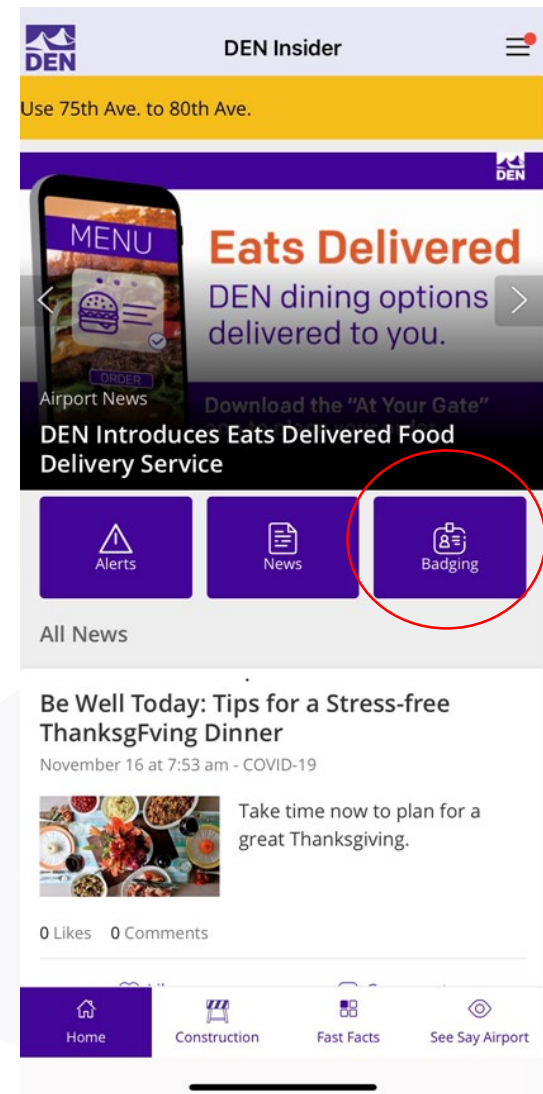 DEN
DEN Insider
Use 75th Ave. to 80th Ave.
DEN
MENU
ORDER
Eats Delivered
DEN dining options
delivered to you.
Download the "At Your Gate"
Airport News
DEN Introduces Eats Delivered Food
Delivery Service
Alerts
News
Badging
All News
Be Well Today: Tips for a Stress-free
ThanksgFving Dinner
November 16 at 7:53 am - COVID-19
Take time now to plan for a
great Thanksgiving.
0 Likes 0 Comments
Home
Construction
Fast Facts
See Say Airport